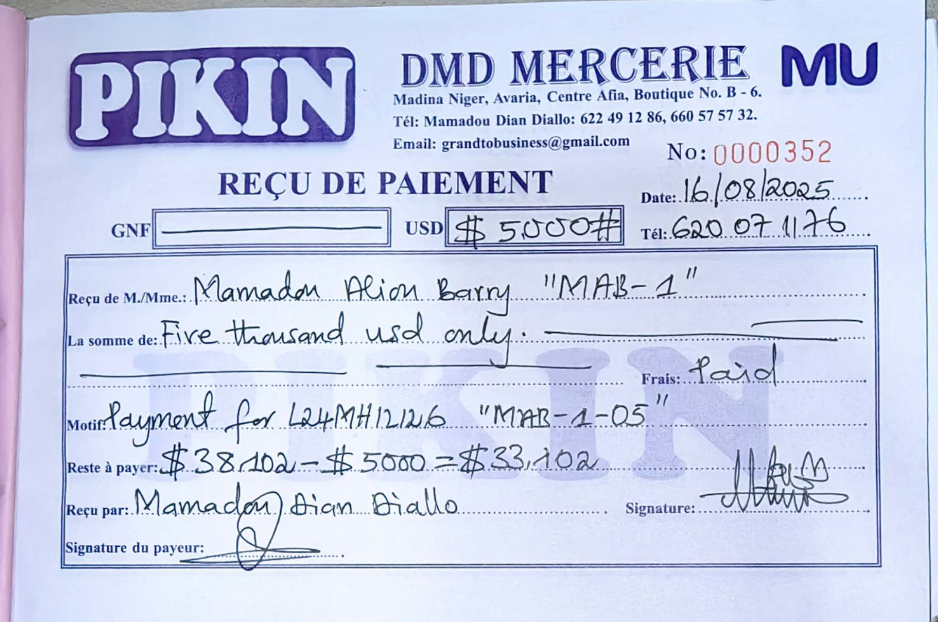 PIKIN
DMD MERCERIE
MU
Madina Niger, Avaria, Centre Afia, Boutique No. B - 6.
Tél: Mamadou Dian Diallo: 622 49 12 86, 660 57 57 32.
Email: grandtobusiness@gmail.com
No: 0000352
REÇU DE PAIEMENT
Date: 16/08/2025
GNF
USD $ 5000#
Tél: 620 07 11 76
Reçu de M./Mme.: Mamadou Aliou Barry "MAB-1"
La somme de: Five thousand usd only.
Frais: Paid
Motif: Payment for L24MH12126 "MAB-1-05"
Reste à payer: $38,102 - $5000 = $33,102
Reçu par: Mamadou Dian Diallo
Signature:
Signature du payeur:
PIKIN